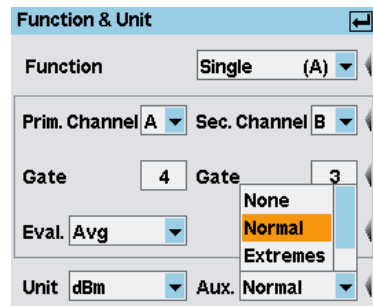 Function & Unit
Function Single (A)
Prim. Channel A Sec. Channel B
Gate 4 Gate 3
None
Eval. Avg Normal
Extremes
Unit dBm Aux. Normal